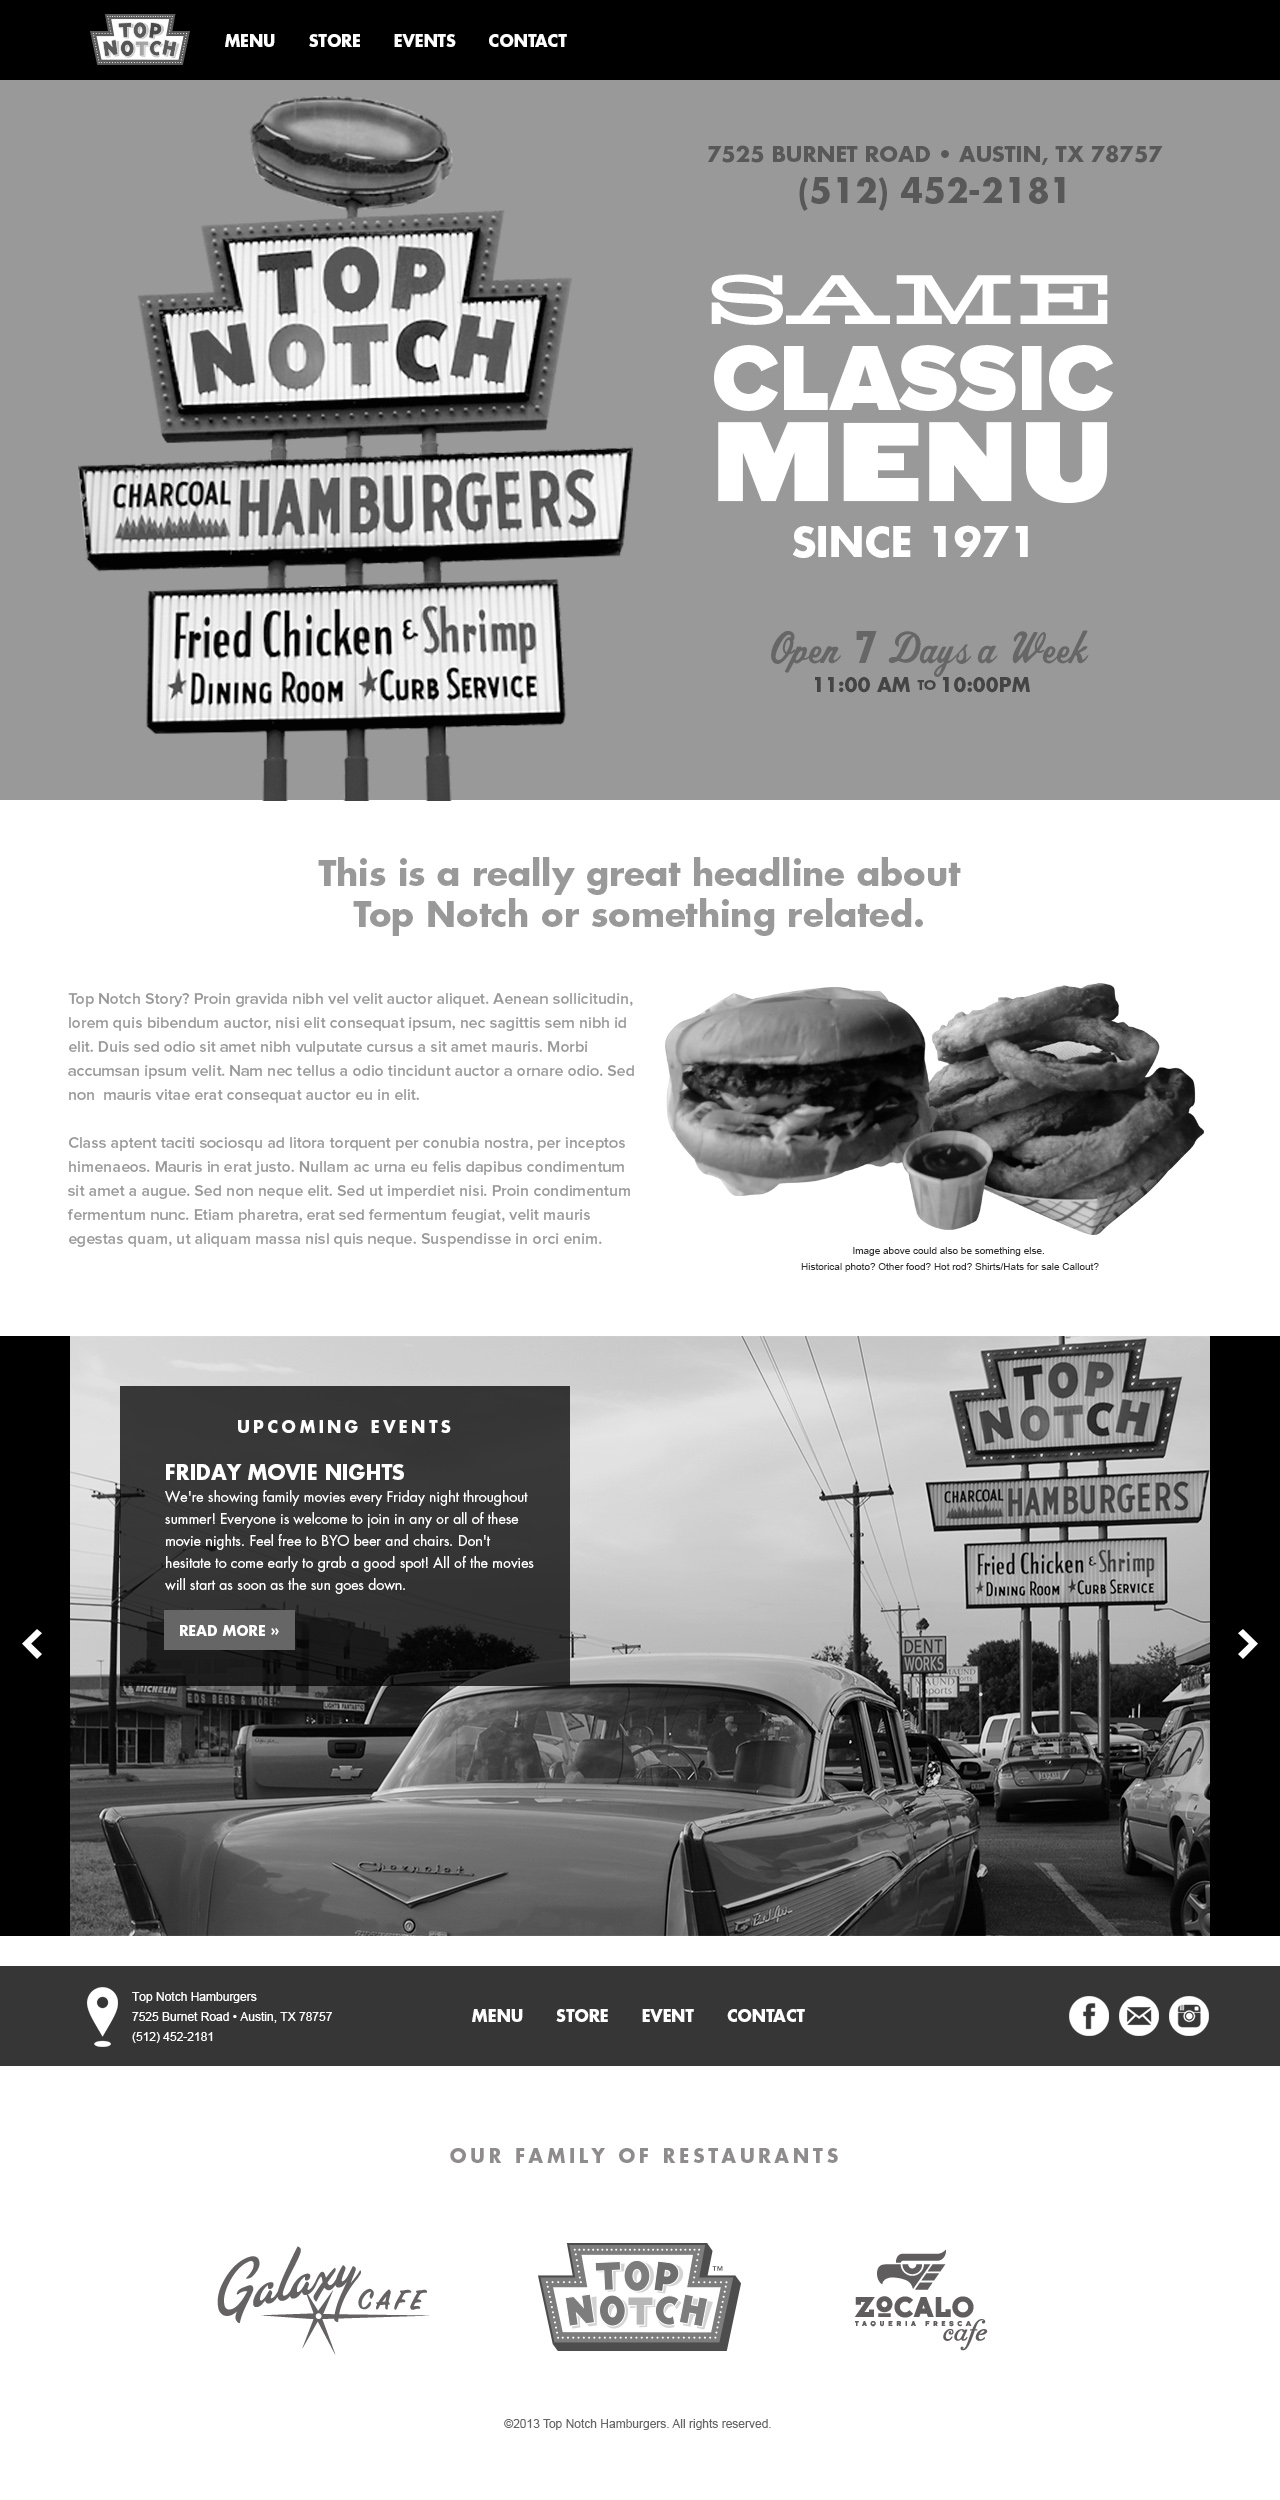 TOP
NOTCH
MENU STORE EVENTS CONTACT
TOP
NOTCH
CHARCOAL HAMBURGERS
Fried Chicken & Shrimp
★DINING ROOM ★CURB SERVICE
7525 BURNET ROAD • AUSTIN, TX 78757
(512) 452-2181
SAME
CLASSIC
MENU
SINCE 1971
Open 7 Days a Week
11:00 AM TO 10:00PM
This is a really great headline about
Top Notch or something related.
Top Notch Story? Proin gravida nibh vel velit auctor aliquet. Aenean sollicitudin,
lorem quis bibendum auctor, nisi elit consequat ipsum, nec sagittis sem nibh id
elit. Duis sed odio sit amet nibh vulputate cursus a sit amet mauris. Morbi
accumsan ipsum velit. Nam nec tellus a odio tincidunt auctor a ornare odio. Sed
non  mauris vitae erat consequat auctor eu in elit.
Class aptent taciti sociosqu ad litora torquent per conubia nostra, per inceptos
himenaeos. Mauris in erat justo. Nullam ac urna eu felis dapibus condimentum
sit amet a augue. Sed non neque elit. Sed ut imperdiet nisi. Proin condimentum
fermentum nunc. Etiam pharetra, erat sed fermentum feugiat, velit mauris
egestas quam, ut aliquam massa nisl quis neque. Suspendisse in orci enim.
Image above could also be something else.
Historical photo? Other food? Hot rod? Shirts/Hats for sale Callout?
UPCOMING EVENTS
FRIDAY MOVIE NIGHTS
We're showing family movies every Friday night throughout
summer! Everyone is welcome to join in any or all of these
movie nights. Feel free to BYO beer and chairs. Don't
hesitate to come early to grab a good spot! All of the movies
will start as soon as the sun goes down.
READ MORE »
TOP
NOTCH
CHARCOAL HAMBURGERS
Fried Chicken & Shrimp
★DINING ROOM ★CURB SERVICE
DENT
WORKS
MAUND
Imports
MICHELIN
EDS BEDS & MORE!
LIGHTS FANTASTIC
Chevrolet
Bel Air
Top Notch Hamburgers
7525 Burnet Road • Austin, TX 78757
(512) 452-2181
MENU STORE EVENT CONTACT
OUR FAMILY OF RESTAURANTS
Galaxy CAFE
TOP
NOTCH
TM
ZOCALO
TAQUERIA FRESCA
cafe
©2013 Top Notch Hamburgers. All rights reserved.